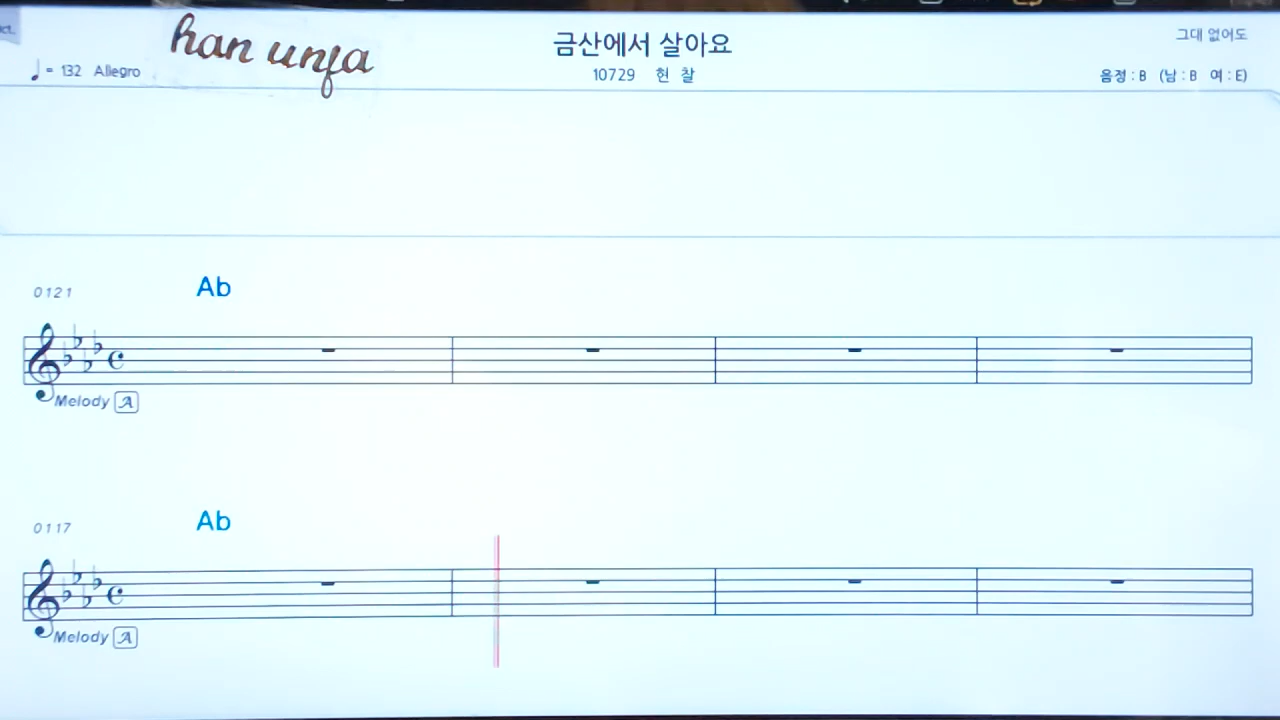 han unfa
금산에서 살아요
그대 없어도
♩ = 132 Allegro
10729 현 찰
음정 : B (남 : B 여 : E)
0121
Ab
Melody A
0117
Ab
Melody A